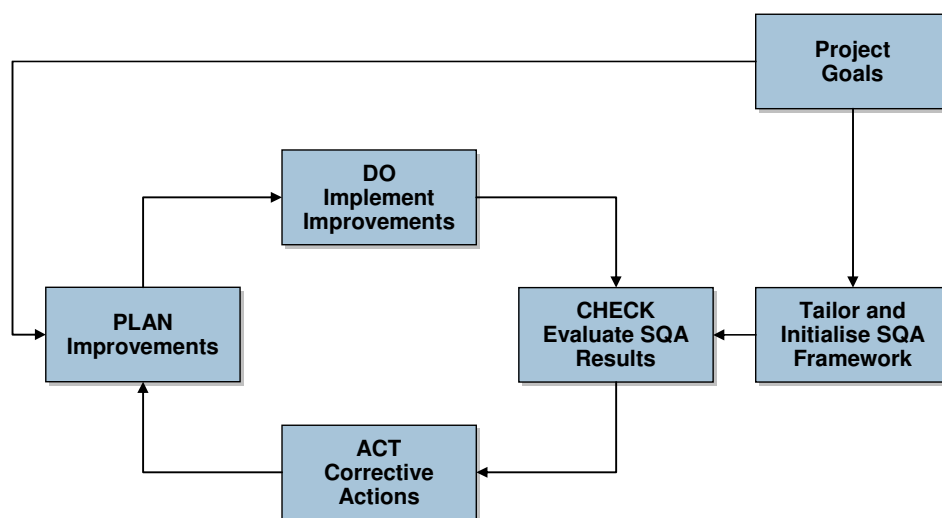 Project
Goals
DO
Implement
Improvements
PLAN
Improvements
CHECK
Evaluate SQA
Results
Tailor and
Initialise SQA
Framework
ACT
Corrective
Actions